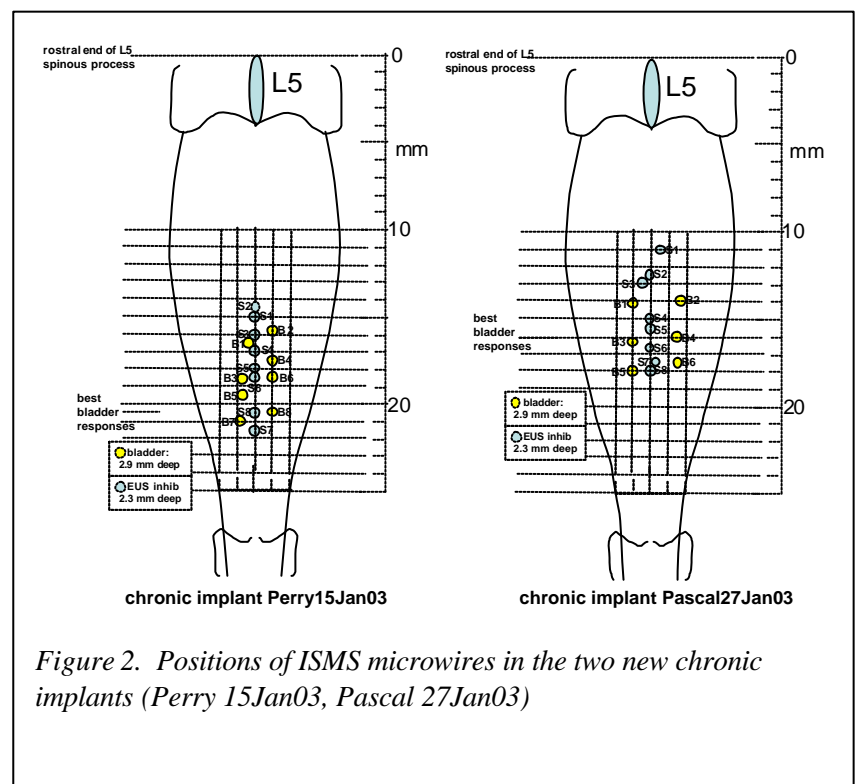 rostral end of L5
spinous process
L5
0
mm
10
S2
S1
S3
B2
B1
S4
B4
S5
B3
B6
S6
B5
S8
B8
B7
S7
20
best
bladder
responses
bladder:
2.9 mm deep
EUS inhib
2.3 mm deep
chronic implant Perry15Jan03
rostral end of L5
spinous process
L5
0
mm
10
S1
S2
S3
B1
B2
S4
S5
B3
B4
S6
S7
B6
B5
S8
20
best
bladder
responses
bladder:
2.9 mm deep
EUS inhib
2.3 mm deep
chronic implant Pascal27Jan03
Figure 2. Positions of ISMS microwires in the two new chronic
implants (Perry 15Jan03, Pascal 27Jan03)